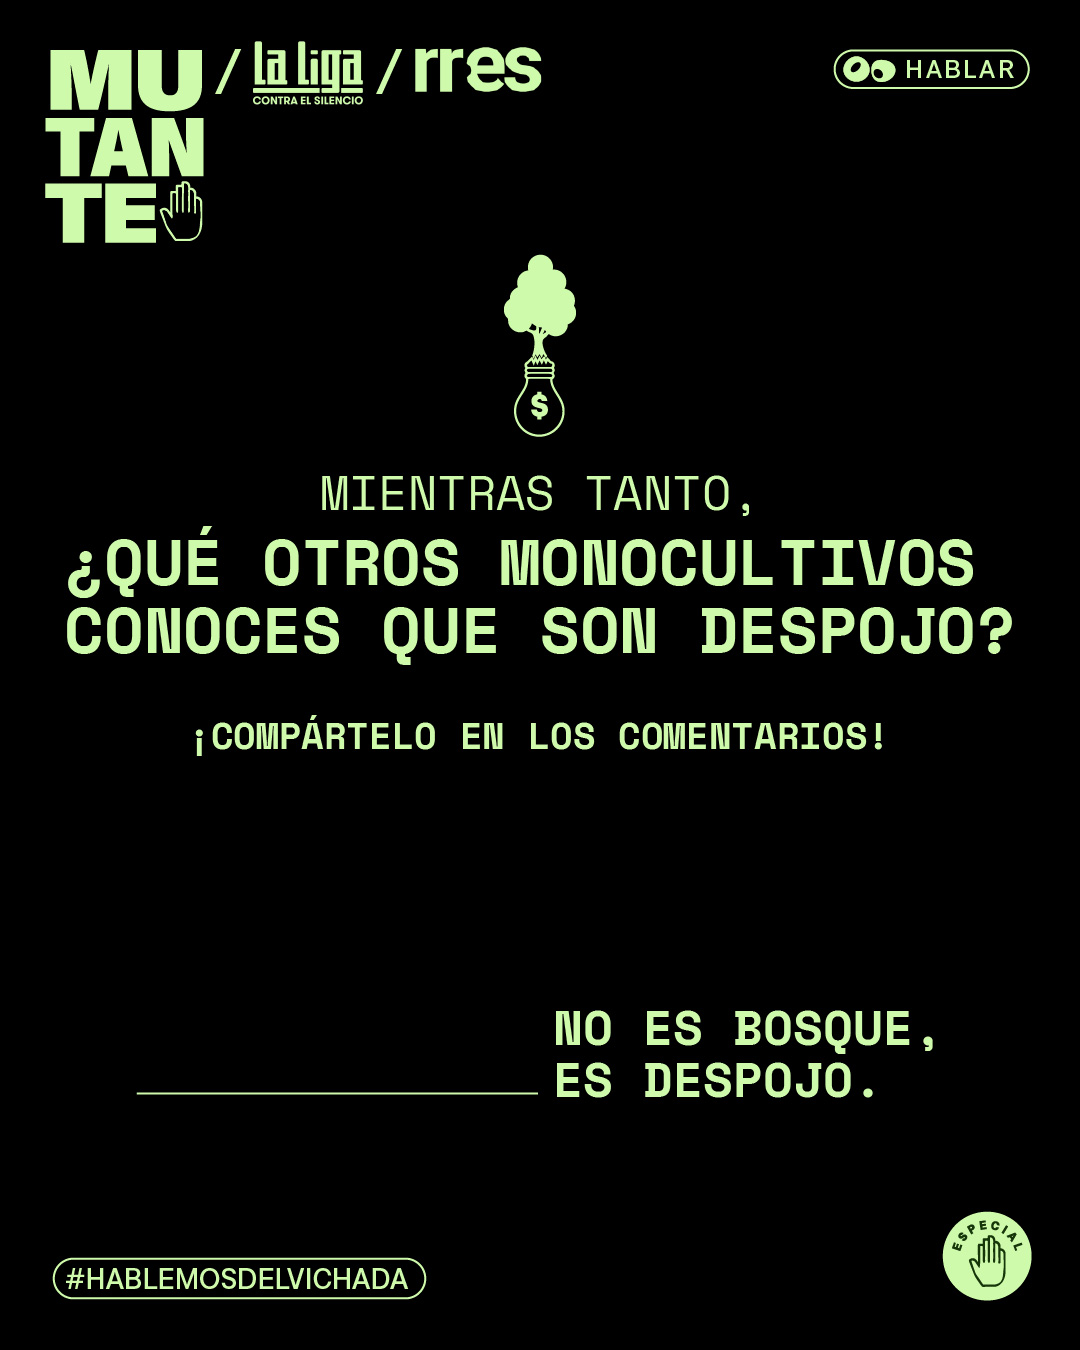 MU
TAN
TE
/ la liga / rres
CONTRA EL SILENCIO
HABLAR
$
MIENTRAS TANTO,
¿QUÉ OTROS MONOCULTIVOS
CONOCES QUE SON DESPOJO?
¡COMPÁRTELO EN LOS COMENTARIOS!
NO ES BOSQUE,
ES DESPOJO.
ESPECIAL
#HABLEMOSDELVICHADA